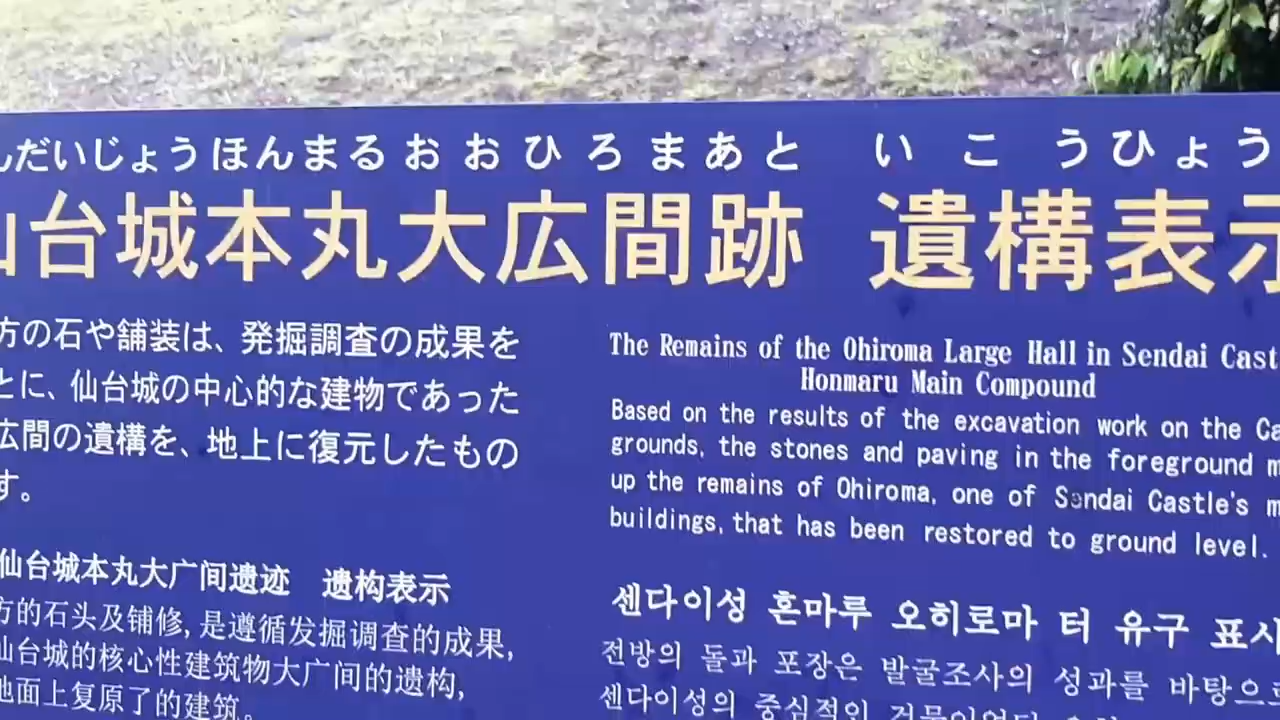 んだいじょうほんまるおおひろまあと いこうひょう
仙台城本丸大広間跡 遺構表示
方の石や舗装は、発掘調査の成果を
とに、仙台城の中心的な建物であった
広間の遺構を、地上に復元したもの
す。
The Remains of the Ohiroma Large Hall in Sendai Cast
Honmaru Main Compound
Based on the results of the excavation work on the Ca
grounds, the stones and paving in the foreground m
up the remains of Ohiroma, one of Sendai Castle's m
buildings, that has been restored to ground level.
仙台城本丸大广间遗迹 遗构表示
方的石头及铺修,是遵循发掘调查的成果,
仙台城的核心性建筑物大广间的遗构,
地面上复原了的建筑。
센다이성 혼마루 오히로마 터 유구 표시
전방의 돌과 포장은 발굴조사의 성과를 바탕으로
센다이성의 중심적인 건물이었던